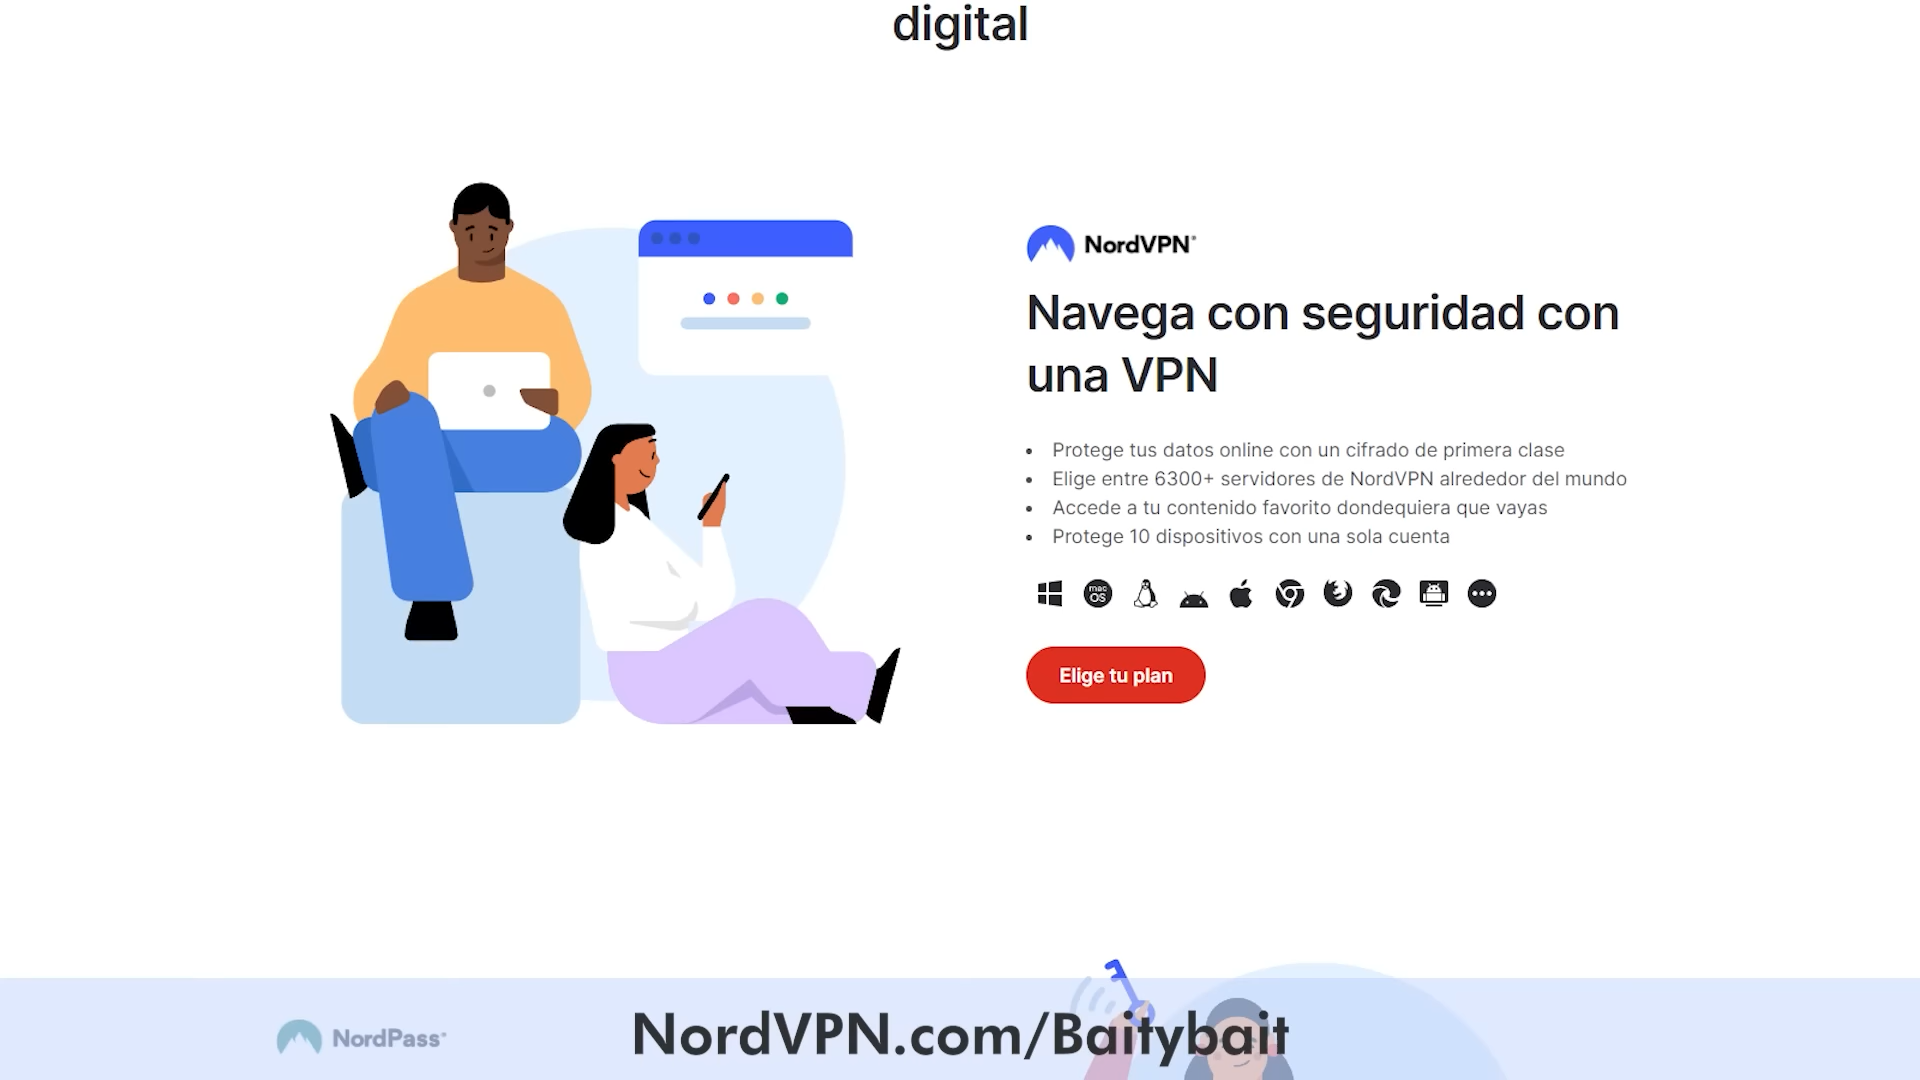 digital
NordVPN®
Navega con seguridad con
una VPN
• Protege tus datos online con un cifrado de primera clase
• Elige entre 6300+ servidores de NordVPN alrededor del mundo
• Accede a tu contenido favorito dondequiera que vayas
• Protege 10 dispositivos con una sola cuenta
mac
OS
Elige tu plan
NordPass®
NordVPN.com/Baitybait